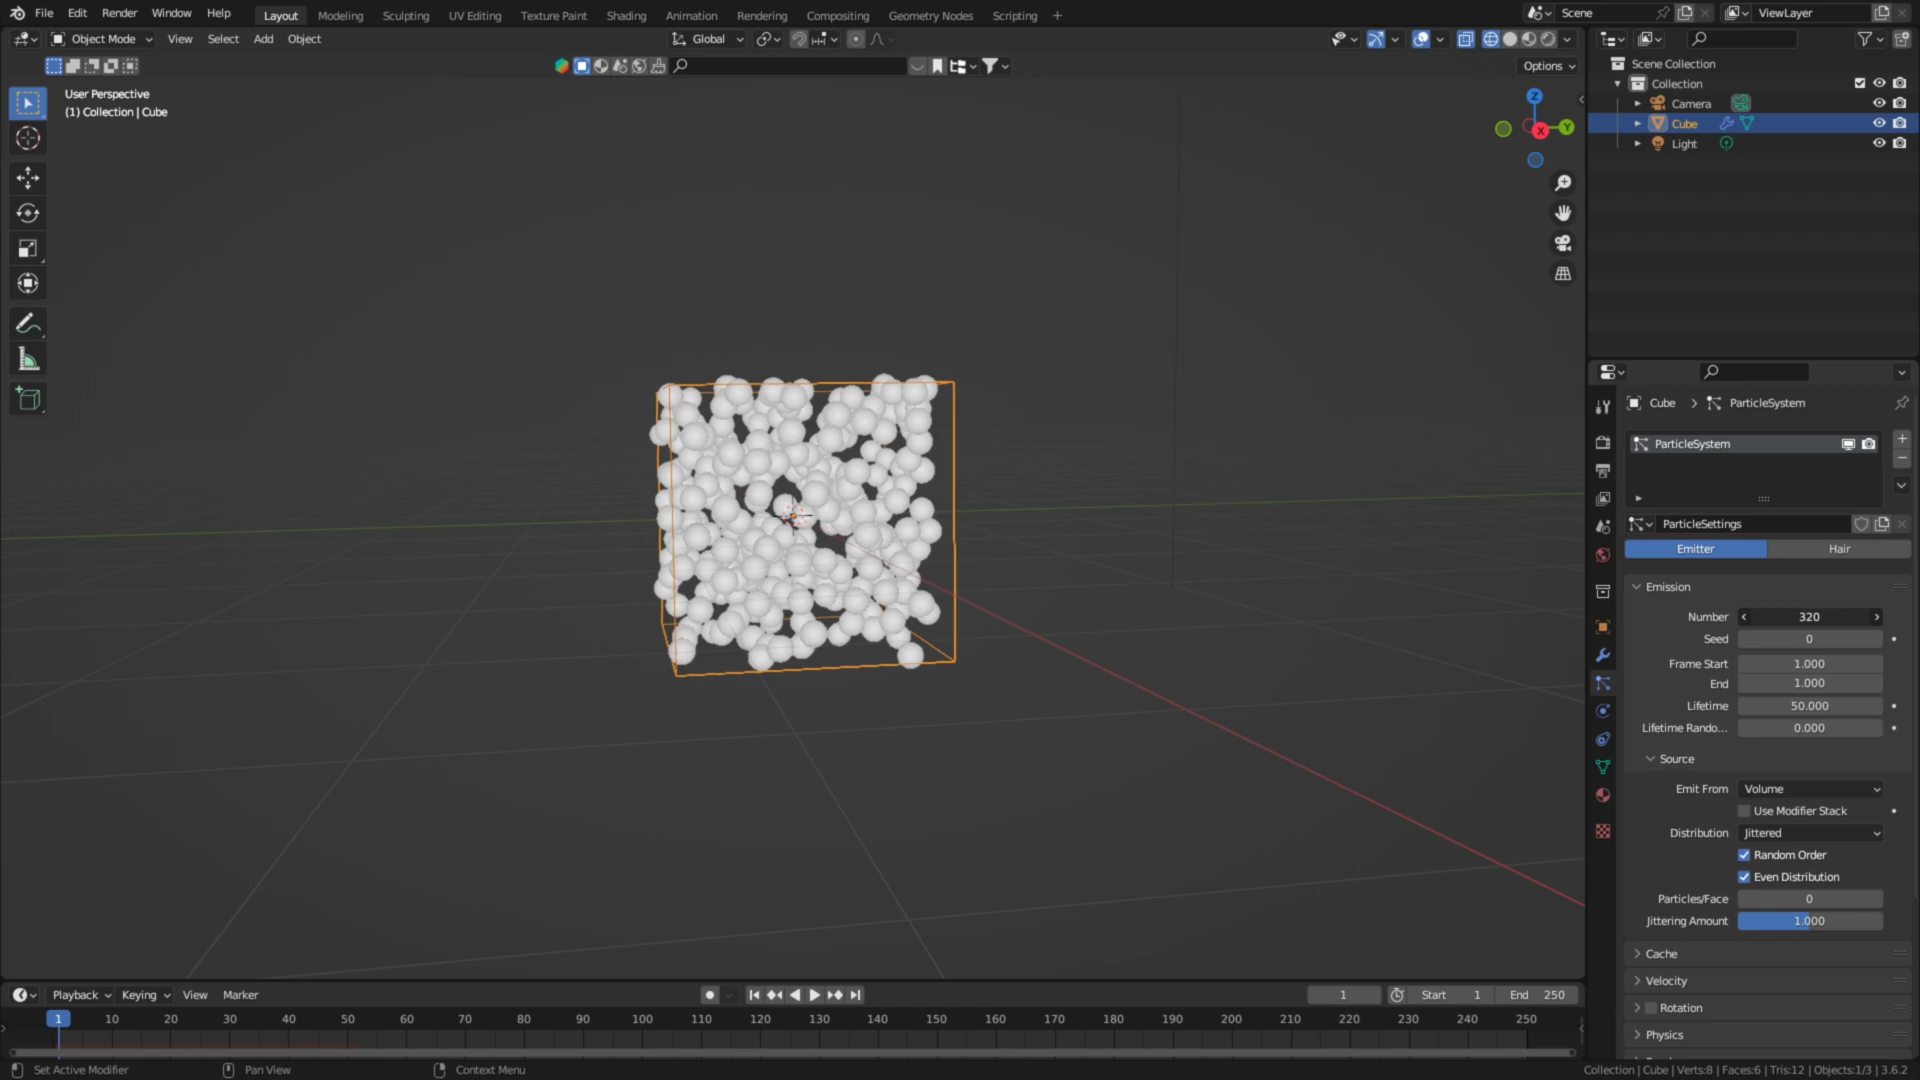 File Edit Render Window Help Layout Modeling Sculpting UV Editing Texture Paint Shading Animation Rendering Compositing Geometry Nodes Scripting + Scene ViewLayer
Object Mode View Select Add Object Global
Options
User Perspective
(1) Collection | Cube
Z
X Y
Scene Collection
Collection
Camera
Cube
Light
Cube > ParticleSystem
ParticleSystem
ParticleSettings
Emitter Hair
Emission
Number 320
Seed 0
Frame Start 1.000
End 1.000
Lifetime 50.000
Lifetime Rando... 0.000
Source
Emit From Volume
Use Modifier Stack
Distribution Jittered
Random Order
Even Distribution
Particles/Face 0
Jittering Amount 1.000
Cache
Velocity
Rotation
Physics
Playback Keying View Marker 1 Start 1 End 250
1 10 20 30 40 50 60 70 80 90 100 110 120 130 140 150 160 170 180 190 200 210 220 230 240 250
Set Active Modifier Pan View Context Menu Collection | Cube | Verts:8 | Faces:6 | Tris:12 | Objects:1/3 | 3.6.2